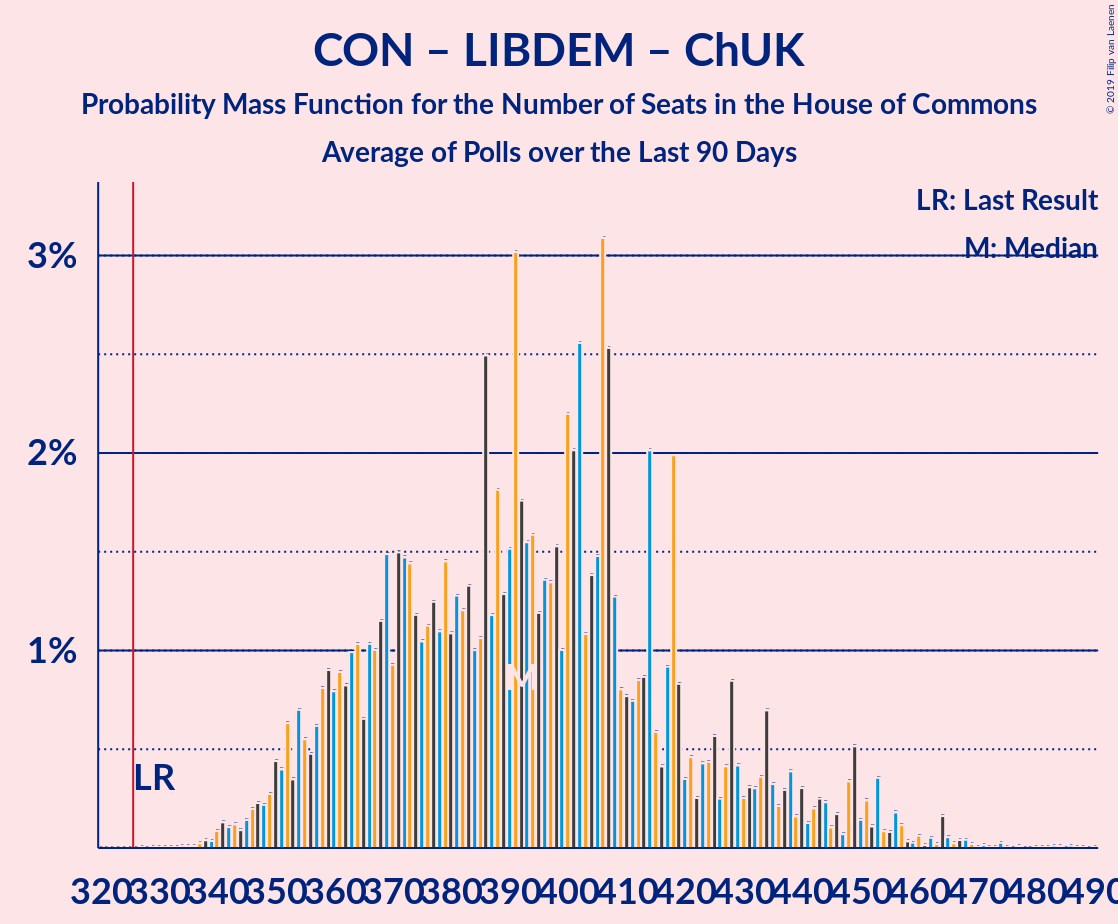 CON – LIBDEM – ChUK
Probability Mass Function for the Number of Seats in the House of Commons
Average of Polls over the Last 90 Days
© 2019 Filip van Laenen
LR: Last Result
M: Median
3%
2%
1%
M
LR
320 330 340 350 360 370 380 390 400 410 420 430 440 450 460 470 480 490